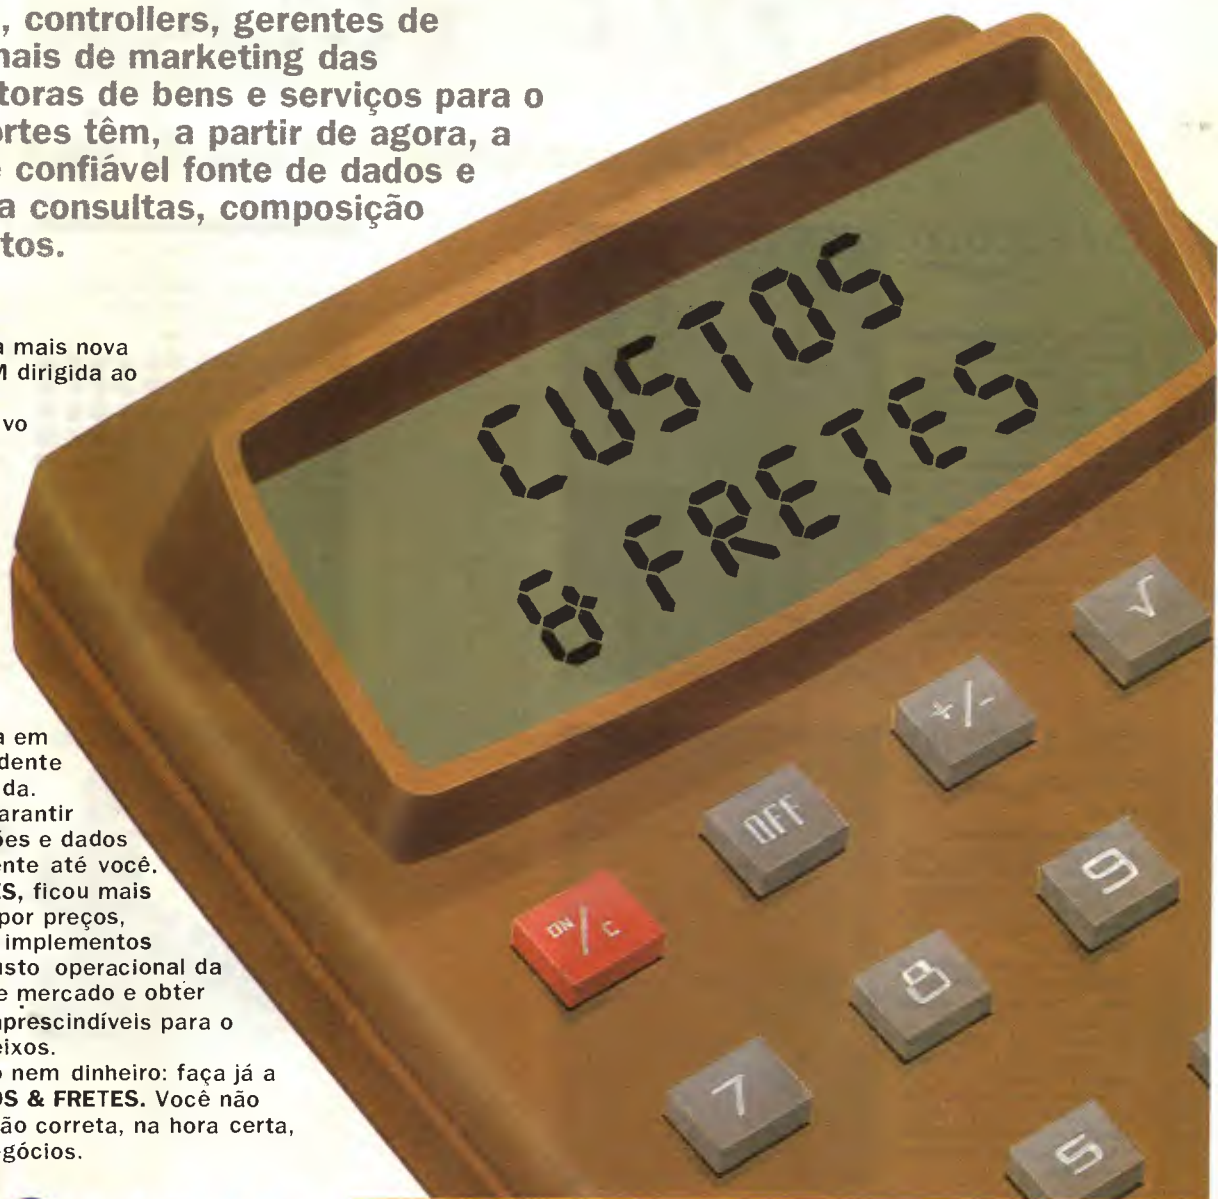 , controllers, gerentes de
nais de marketing das
toras de bens e serviços para o
ortes têm, a partir de agora, a
e confiável fonte de dados e
a consultas, composição
tos.
a mais nova
M dirigida ao
vo
a em
dente
da.
arantir
ões e dados
ente até você.
ES, ficou mais
por preços,
implementos
usto operacional da
e mercado e obter
nprescindíveis para o
eixos.
o nem dinheiro: faça já a
OS & FRETES. Você não
ão correta, na hora certa,
gócios.
CUSTOS
& FRETES
√
+/-
OFF
ON/C
9
8
7
5